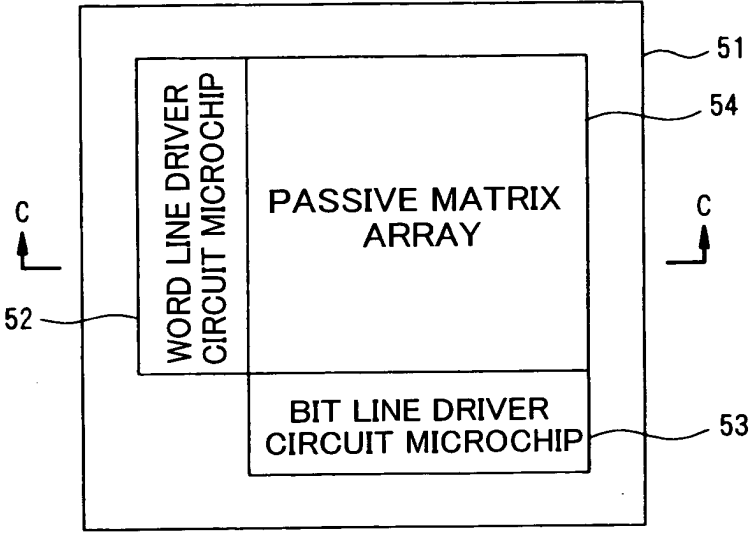 51
54
WORD LINE DRIVER
CIRCUIT MICROCHIP
PASSIVE MATRIX
ARRAY
C
C
52
BIT LINE DRIVER
CIRCUIT MICROCHIP
53